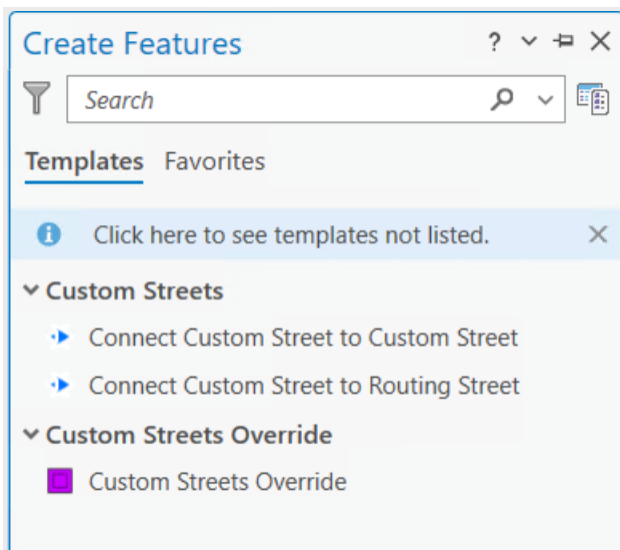 Create Features
Search
Templates Favorites
Click here to see templates not listed.
Custom Streets
Connect Custom Street to Custom Street
Connect Custom Street to Routing Street
Custom Streets Override
Custom Streets Override